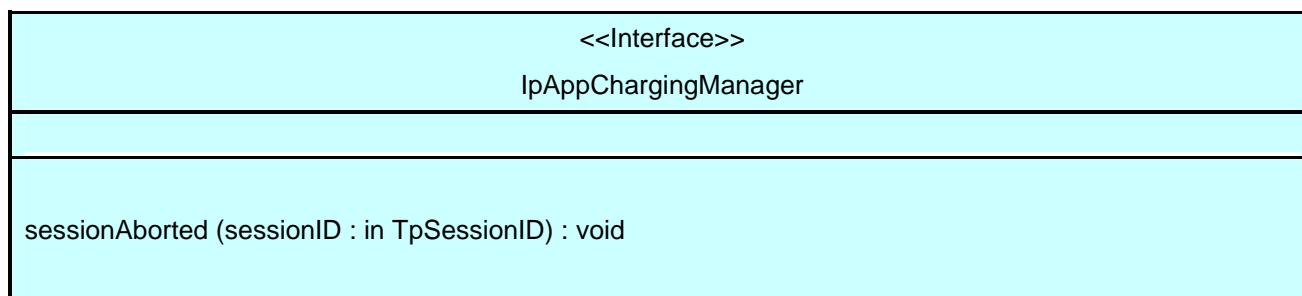 <<Interface>>
IpAppChargingManager
sessionAborted (sessionID : in TpSessionID) : void